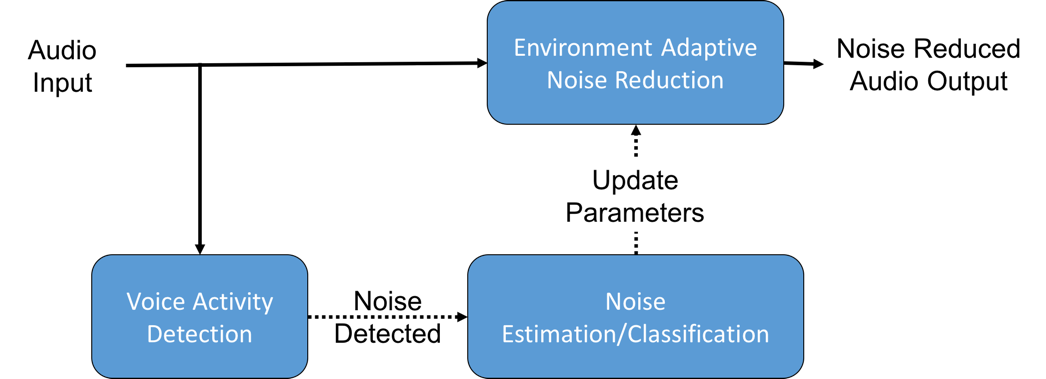 Audio
Input
Environment Adaptive
Noise Reduction
Noise Reduced
Audio Output
Update
Parameters
Voice Activity
Detection
Noise
Detected
Noise
Estimation/Classification